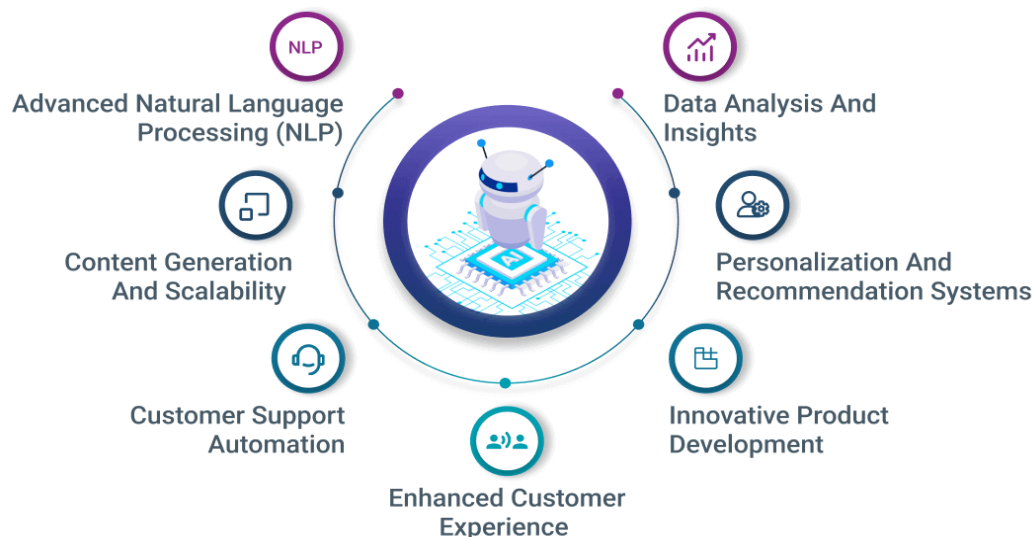 NLP
Advanced Natural Language
Processing (NLP)
Data Analysis And
Insights
Content Generation
And Scalability
AI
Personalization And
Recommendation Systems
Customer Support
Automation
Innovative Product
Development
Enhanced Customer
Experience